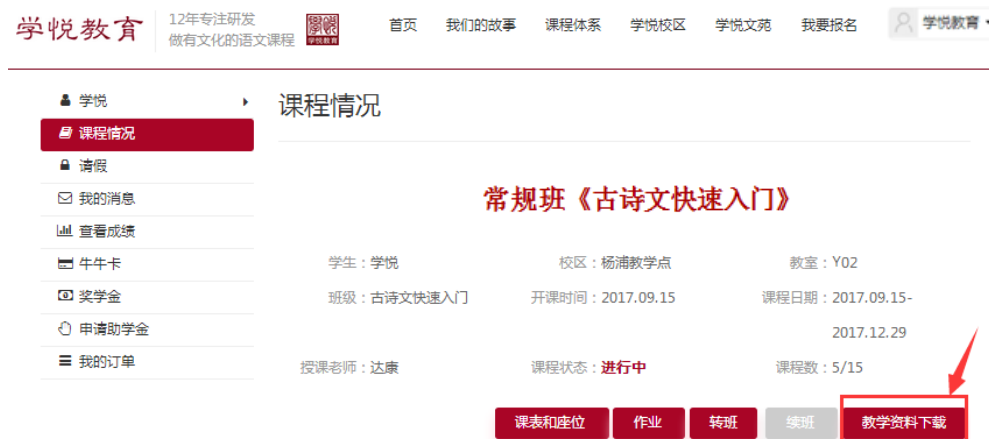 学悦教育
12年专注研发
做有文化的语文课程
学悦教育
首页 我们的故事 课程体系 学悦校区 学悦文苑 我要报名 学悦教育
学悦
课程情况
请假
我的消息
查看成绩
牛牛卡
奖学金
申请助学金
我的订单
课程情况
常规班《古诗文快速入门》
学生：学悦 校区：杨浦教学点 教室：Y02
班级：古诗文快速入门 开课时间：2017.09.15 课程日期：2017.09.15-
2017.12.29
授课老师：达康 课程状态：进行中 课程数：5/15
课表和座位 作业 转班 续班 教学资料下载